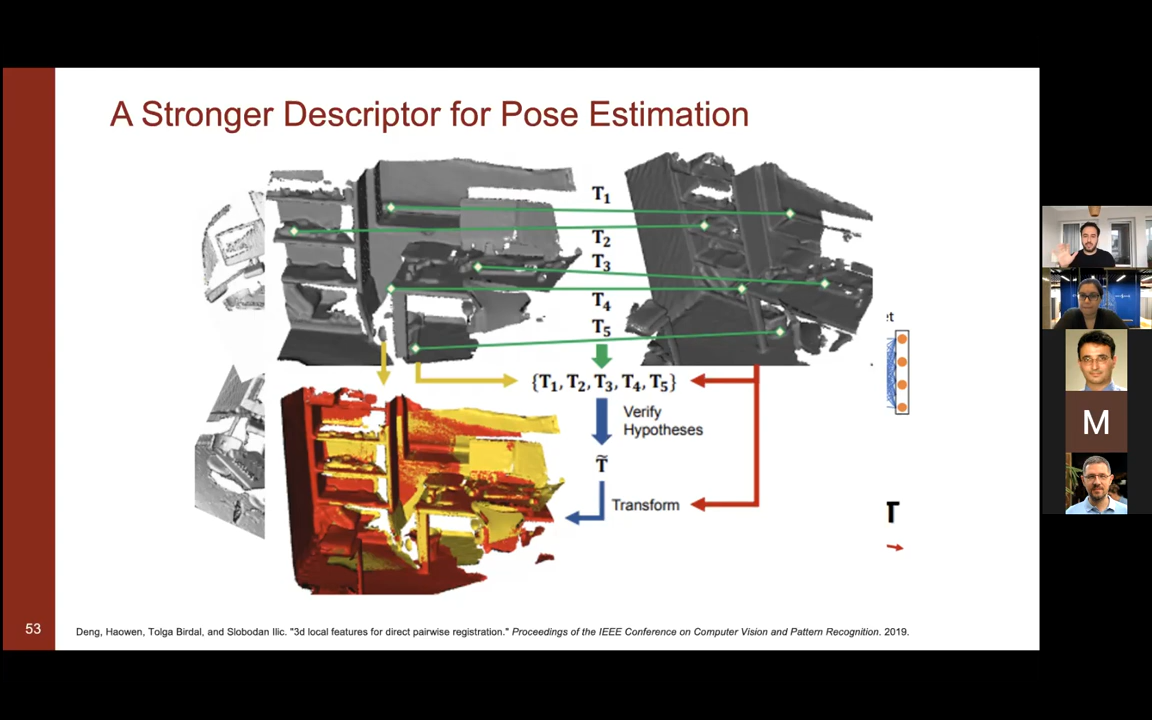 A Stronger Descriptor for Pose Estimation
T1
T2
T3
T4
T5
{T1, T2, T3, T4, T5}
Verify
Hypotheses
T̃
Transform
et
T
M
53
Deng, Haowen, Tolga Birdal, and Slobodan Ilic. "3d local features for direct pairwise registration." Proceedings of the IEEE Conference on Computer Vision and Pattern Recognition. 2019.